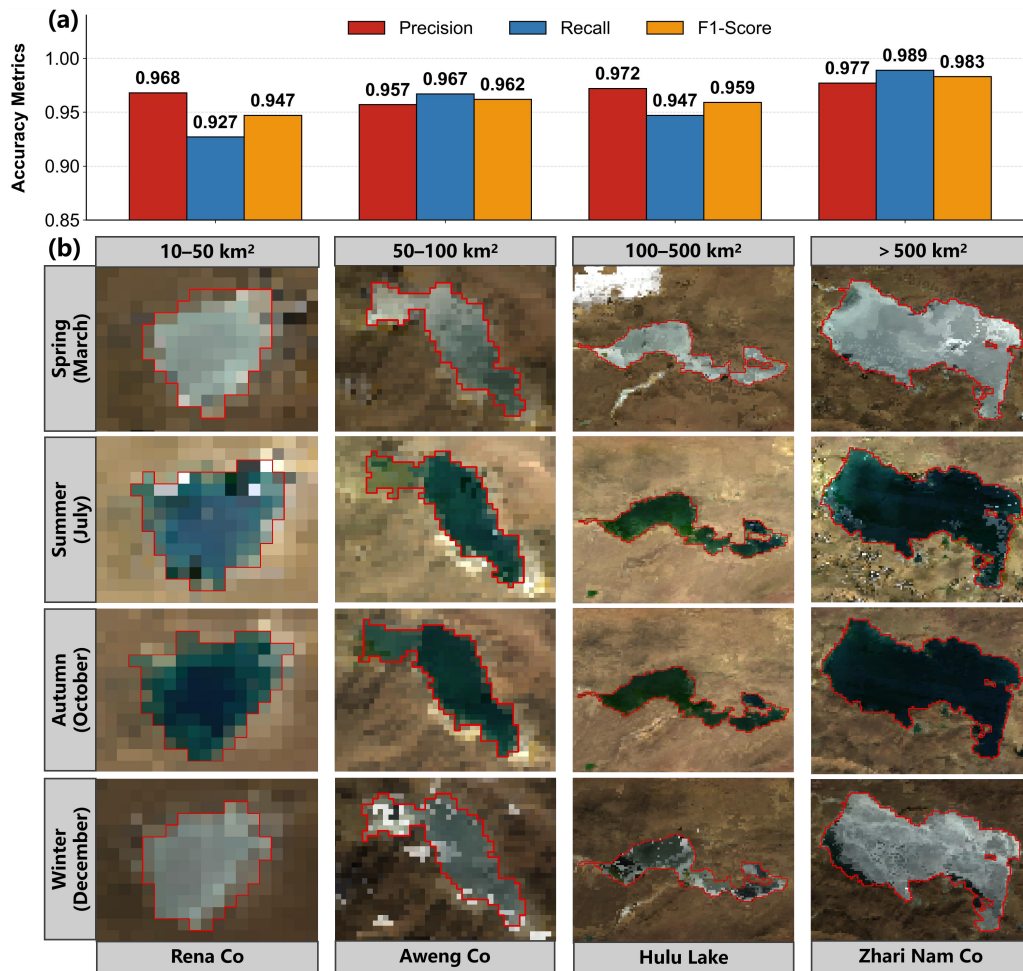 (a)
Precision Recall F1-Score
Accuracy Metrics
1.00
0.95
0.90
0.85
0.968 0.927 0.947
0.957 0.967 0.962
0.972 0.947 0.959
0.977 0.989 0.983
(b)
10–50 km² 50–100 km² 100–500 km² > 500 km²
Spring
(March)
Summer
(July)
Autumn
(October)
Winter
(December)
Rena Co Aweng Co Hulu Lake Zhari Nam Co